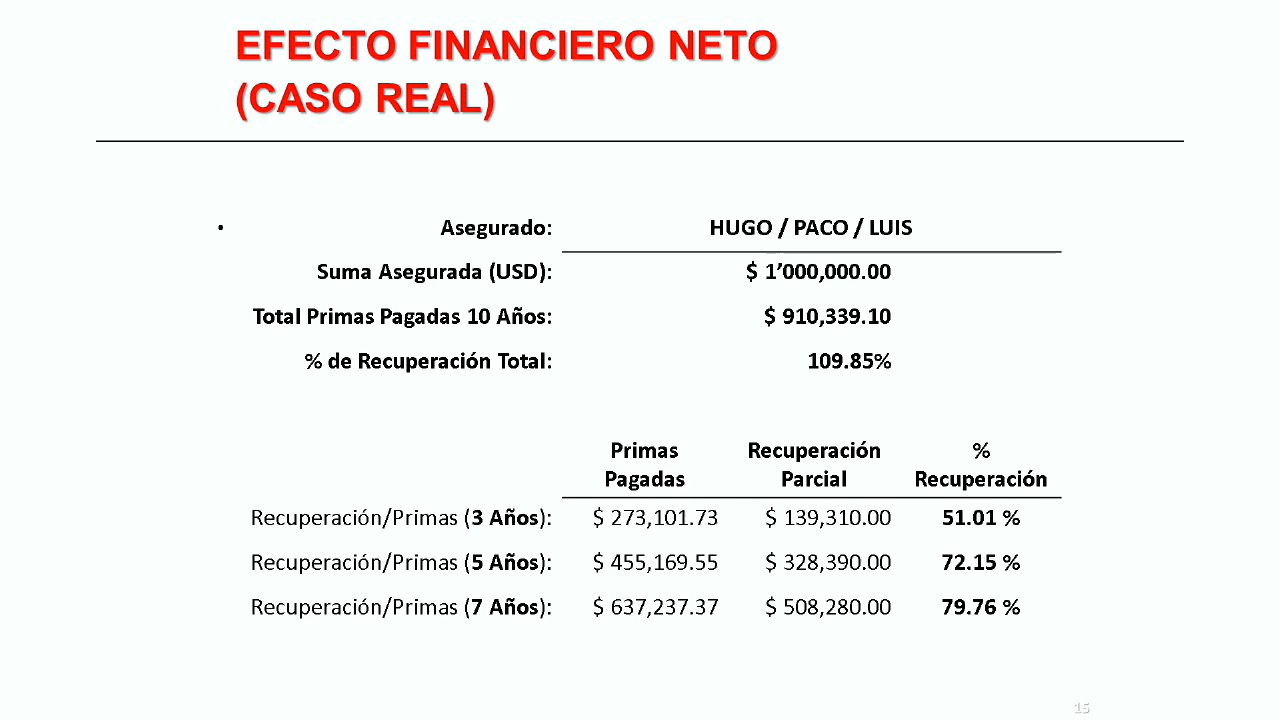 EFECTO FINANCIERO NETO
(CASO REAL)
• Asegurado: HUGO / PACO / LUIS
Suma Asegurada (USD): $ 1’000,000.00
Total Primas Pagadas 10 Años: $ 910,339.10
% de Recuperación Total: 109.85%
Primas Recuperación %
Pagadas Parcial Recuperación
Recuperación/Primas (3 Años): $ 273,101.73 $ 139,310.00 51.01 %
Recuperación/Primas (5 Años): $ 455,169.55 $ 328,390.00 72.15 %
Recuperación/Primas (7 Años): $ 637,237.37 $ 508,280.00 79.76 %
15